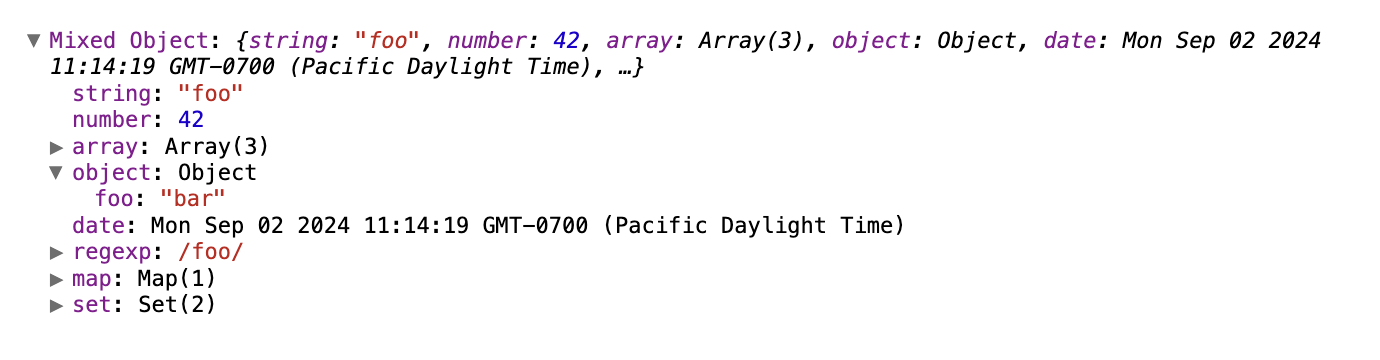 ▼ Mixed Object: {string: "foo", number: 42, array: Array(3), object: Object, date: Mon Sep 02 2024
11:14:19 GMT-0700 (Pacific Daylight Time), …}
string: "foo"
number: 42
▶ array: Array(3)
▼ object: Object
foo: "bar"
date: Mon Sep 02 2024 11:14:19 GMT-0700 (Pacific Daylight Time)
▶ regexp: /foo/
▶ map: Map(1)
▶ set: Set(2)